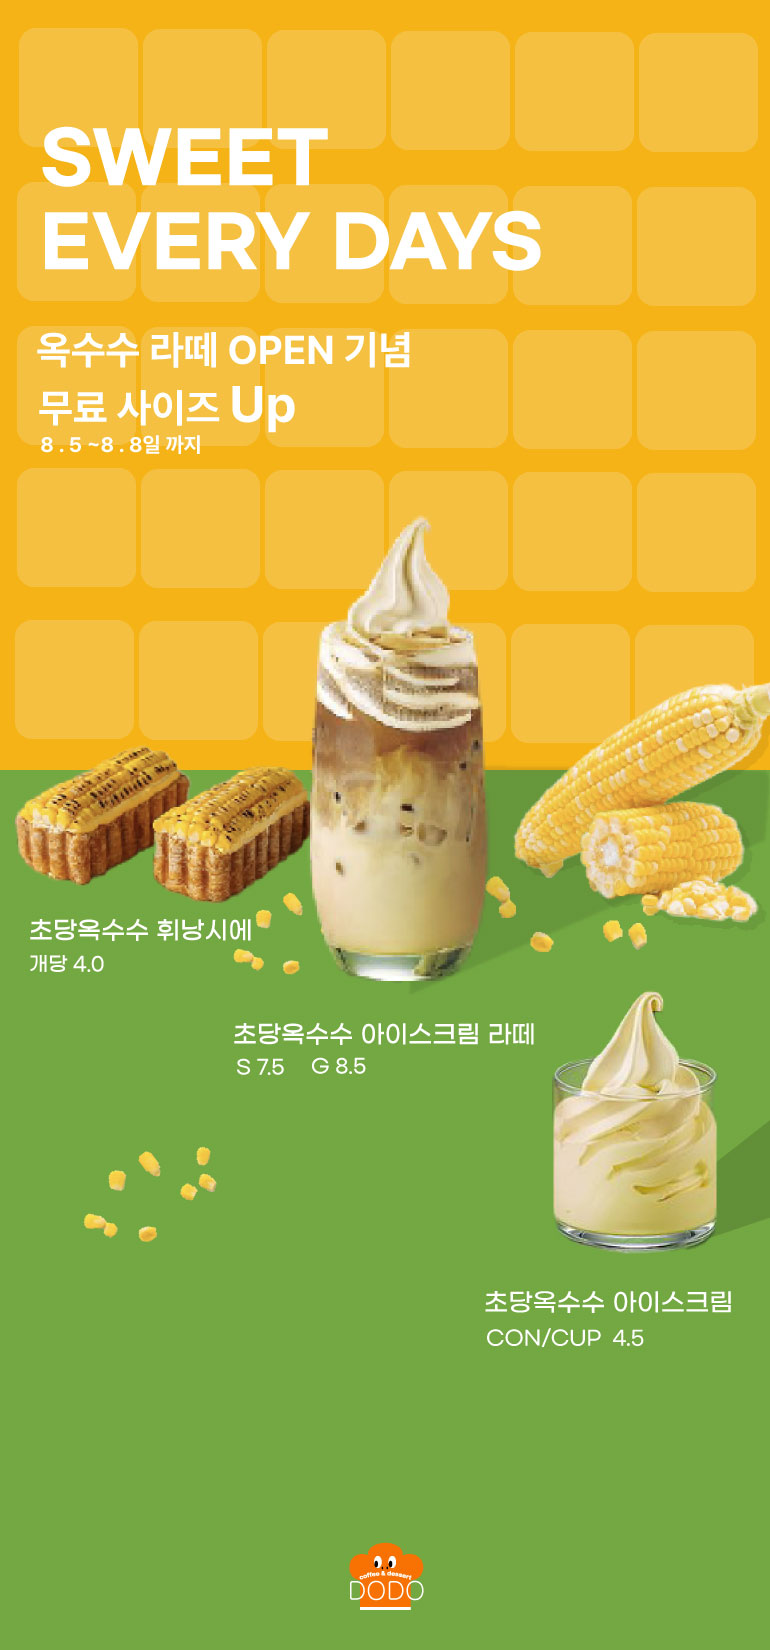 SWEET
EVERY DAYS
옥수수 라떼 OPEN 기념
무료 사이즈 Up
8 . 5 ~8 . 8일 까지
초당옥수수 휘낭시에
개당 4.0
초당옥수수 아이스크림 라떼
S 7.5 G 8.5
초당옥수수 아이스크림
CON/CUP 4.5
coffee & dessert
DODO